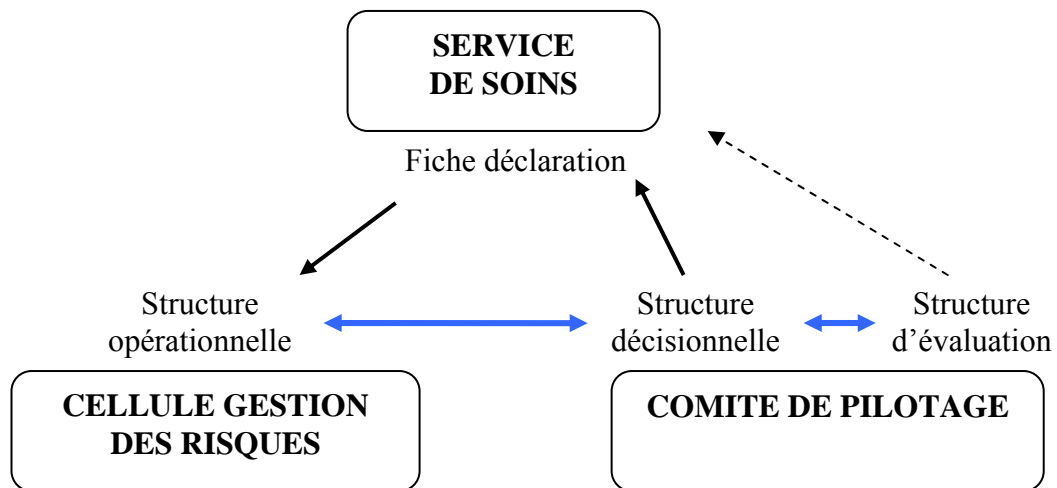 SERVICE
DE SOINS
Fiche déclaration
Structure
opérationnelle
Structure
décisionnelle
Structure
d’évaluation
CELLULE GESTION
DES RISQUES
COMITE DE PILOTAGE